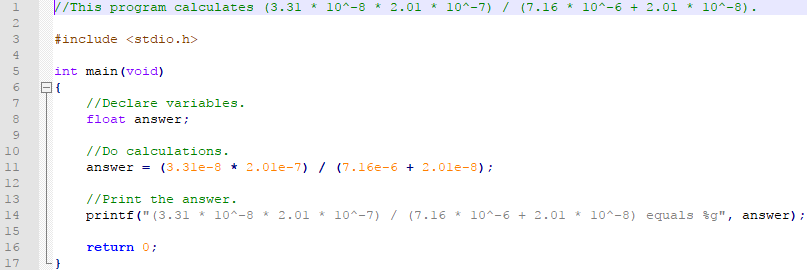 1 //This program calculates (3.31 * 10^-8 * 2.01 * 10^-7) / (7.16 * 10^-6 + 2.01 * 10^-8).
2
3 #include <stdio.h>
4
5 int main(void)
6 {
7     //Declare variables.
8     float answer;
9
10     //Do calculations.
11     answer = (3.31e-8 * 2.01e-7) / (7.16e-6 + 2.01e-8);
12
13     //Print the answer.
14     printf("(3.31 * 10^-8 * 2.01 * 10^-7) / (7.16 * 10^-6 + 2.01 * 10^-8) equals %g", answer);
15
16     return 0;
17 }